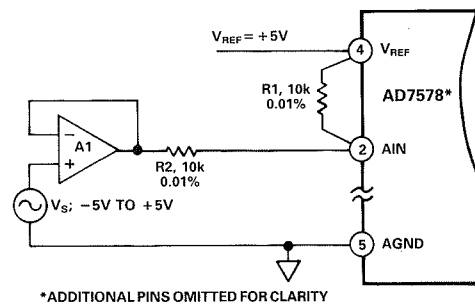 V_REF = +5V
4
V_REF
R1, 10k
0.01%
AD7578*
A1
−
+
R2, 10k
0.01%
2
AIN
V_S; −5V TO +5V
5
AGND
*ADDITIONAL PINS OMITTED FOR CLARITY